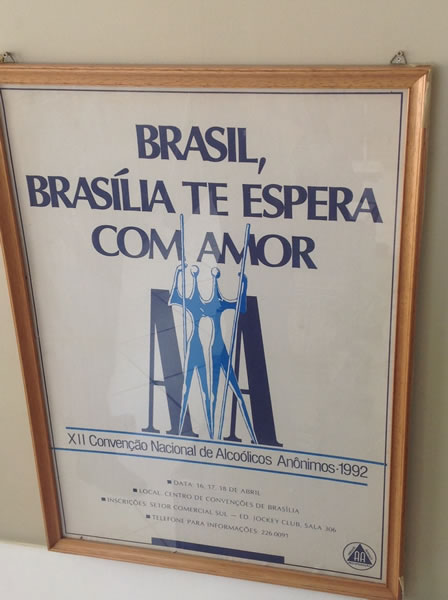 BRASIL,
BRASÍLIA TE ESPERA
COM AMOR
AA
XII Convenção Nacional de Alcoólicos Anônimos-1992
■ DATA: 16, 17, 18 DE ABRIL
■ LOCAL: CENTRO DE CONVENÇÕES DE BRASÍLIA
■ INSCRIÇÕES: SETOR COMERCIAL SUL — ED. JOCKEY CLUB, SALA 306
■ TELEFONE PARA INFORMAÇÕES: 226.0091
AA